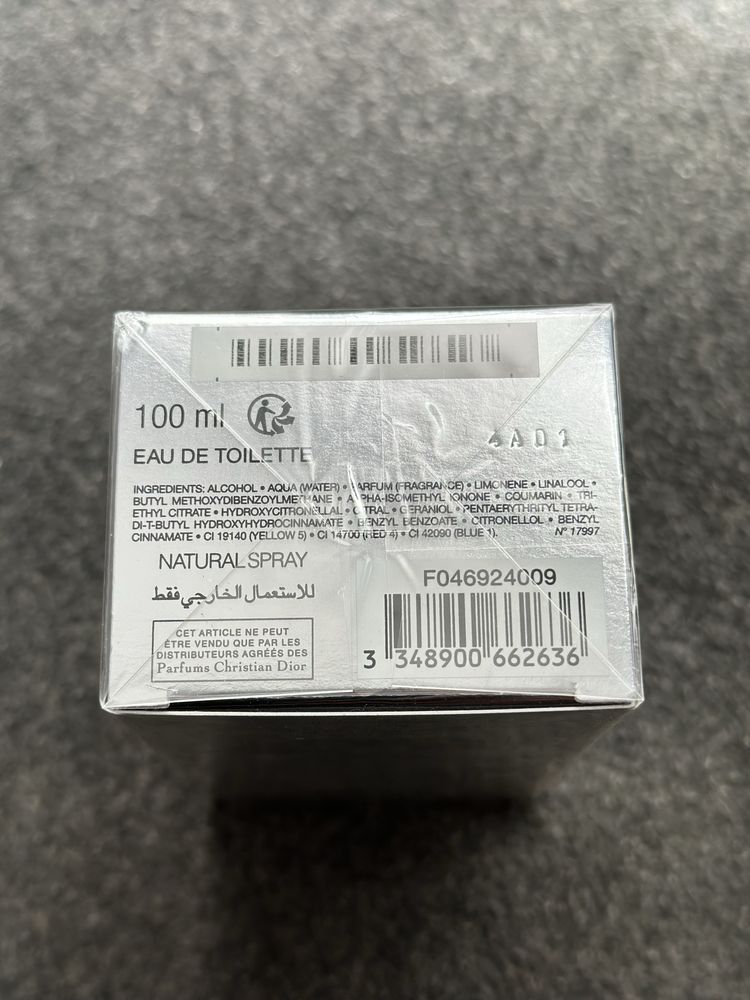 100 ml
4A01
EAU DE TOILETTE
INGREDIENTS: ALCOHOL • AQUA (WATER) • PARFUM (FRAGRANCE) • LIMONENE • LINALOOL •
BUTYL METHOXYDIBENZOYLMETHANE • ALPHA-ISOMETHYL IONONE • COUMARIN • TRI-
ETHYL CITRATE • HYDROXYCITRONELLAL • CITRAL • GERANIOL • PENTAERYTHRITYL TETRA-
DI-T-BUTYL HYDROXYHYDROCINNAMATE • BENZYL BENZOATE • CITRONELLOL • BENZYL
CINNAMATE • CI 19140 (YELLOW 5) • CI 14700 (RED 4) • CI 42090 (BLUE 1). N° 17997
NATURAL SPRAY
للاستعمال الخارجي فقط
CET ARTICLE NE PEUT
ÊTRE VENDU QUE PAR LES
DISTRIBUTEURS AGRÉÉS DES
Parfums Christian Dior
F046924009
3 348900 662636